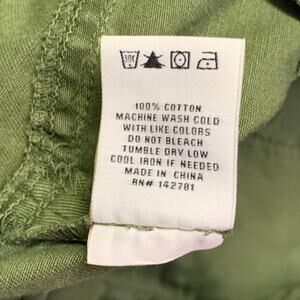 30C
100% COTTON
MACHINE WASH COLD
WITH LIKE COLORS
DO NOT BLEACH
TUMBLE DRY LOW
COOL IRON IF NEEDED
MADE IN CHINA
RN# 142781